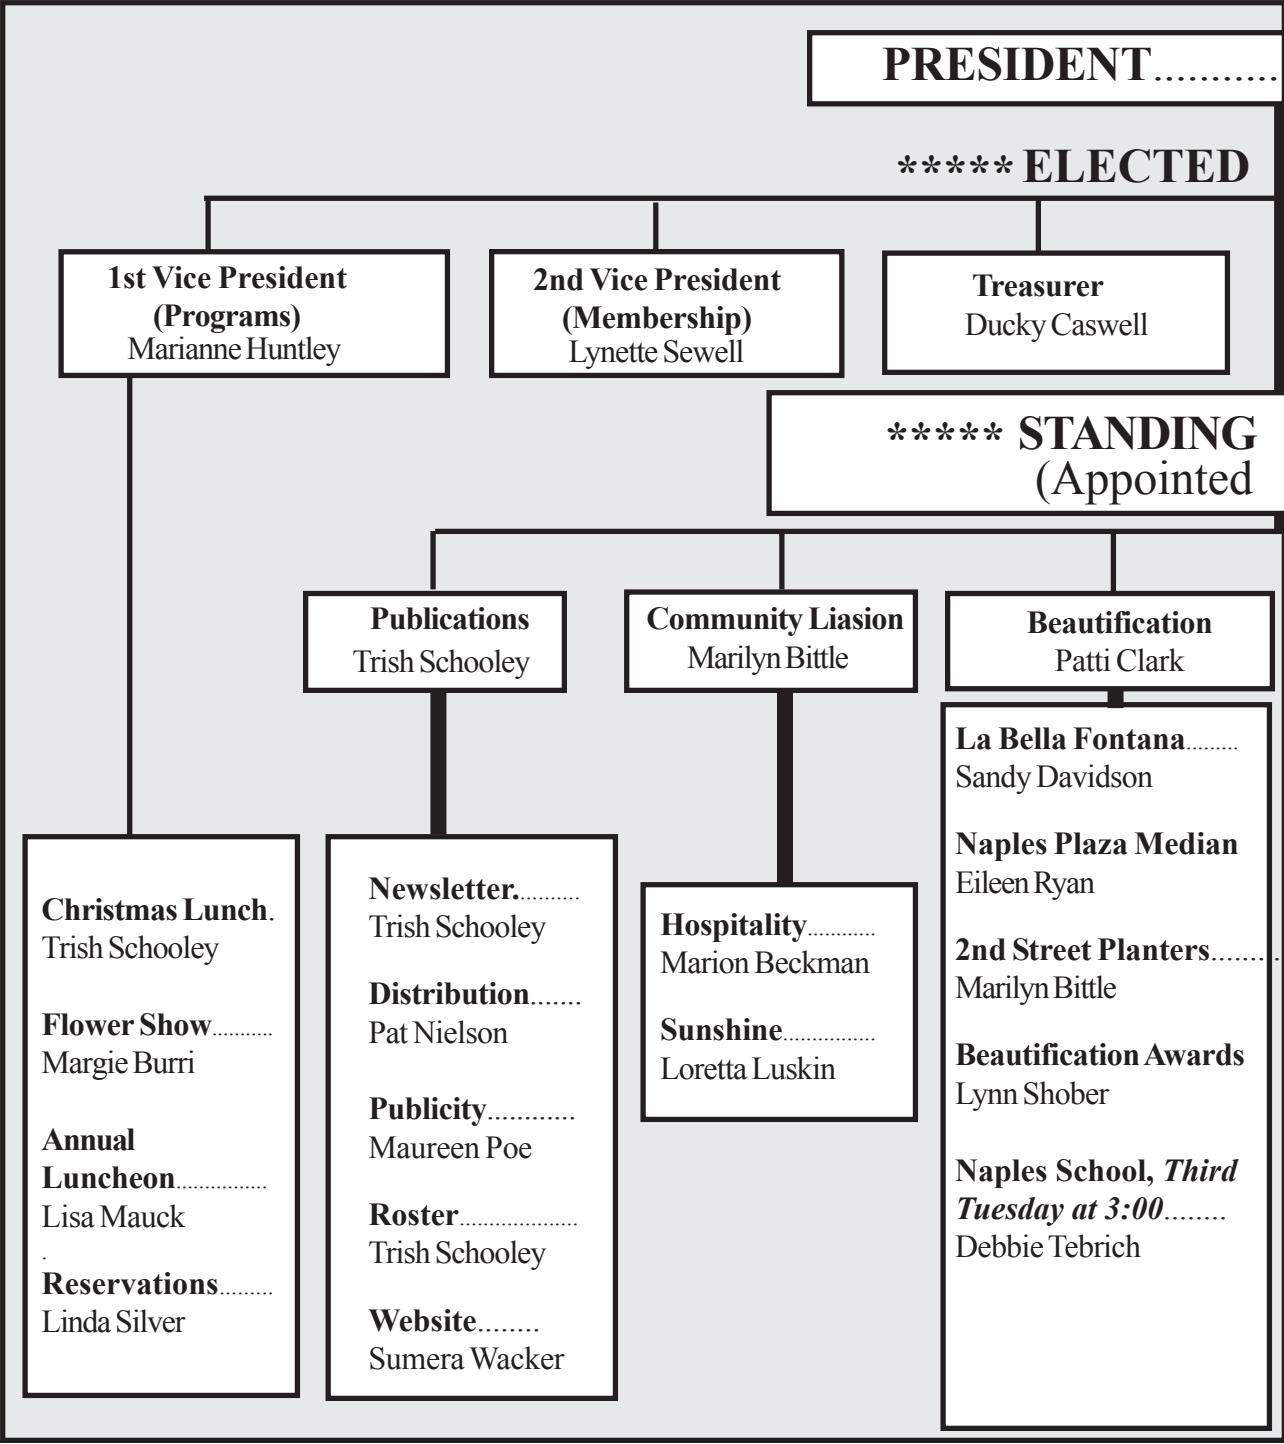 PRESIDENT...........
***** ELECTED
1st Vice President
(Programs)
Marianne Huntley
2nd Vice President
(Membership)
Lynette Sewell
Treasurer
Ducky Caswell
***** STANDING
(Appointed
Publications
Trish Schooley
Community Liasion
Marilyn Bittle
Beautification
Patti Clark
Christmas Lunch.
Trish Schooley
Flower Show...........
Margie Burri
Annual
Luncheon................
Lisa Mauck
.
Reservations.........
Linda Silver
Newsletter...........
Trish Schooley
Distribution.......
Pat Nielson
Publicity............
Maureen Poe
Roster.....................
Trish Schooley
Website........
Sumera Wacker
Hospitality............
Marion Beckman
Sunshine................
Loretta Luskin
La Bella Fontana.........
Sandy Davidson
Naples Plaza Median
Eileen Ryan
2nd Street Planters.........
Marilyn Bittle
Beautification Awards
Lynn Shober
Naples School, Third
Tuesday at 3:00........
Debbie Tebrich